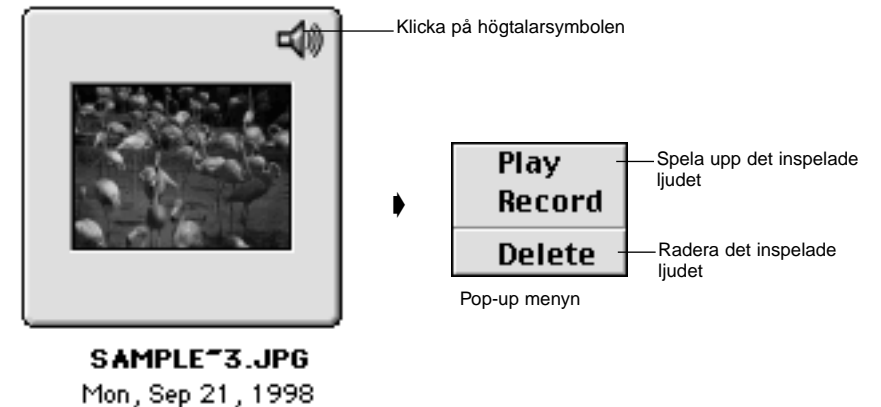 Klicka på högtalarsymbolen
Play
Record
Delete
Spela upp det inspelade
ljudet
Radera det inspelade
ljudet
Pop-up menyn
SAMPLE~3.JPG
Mon, Sep 21, 1998